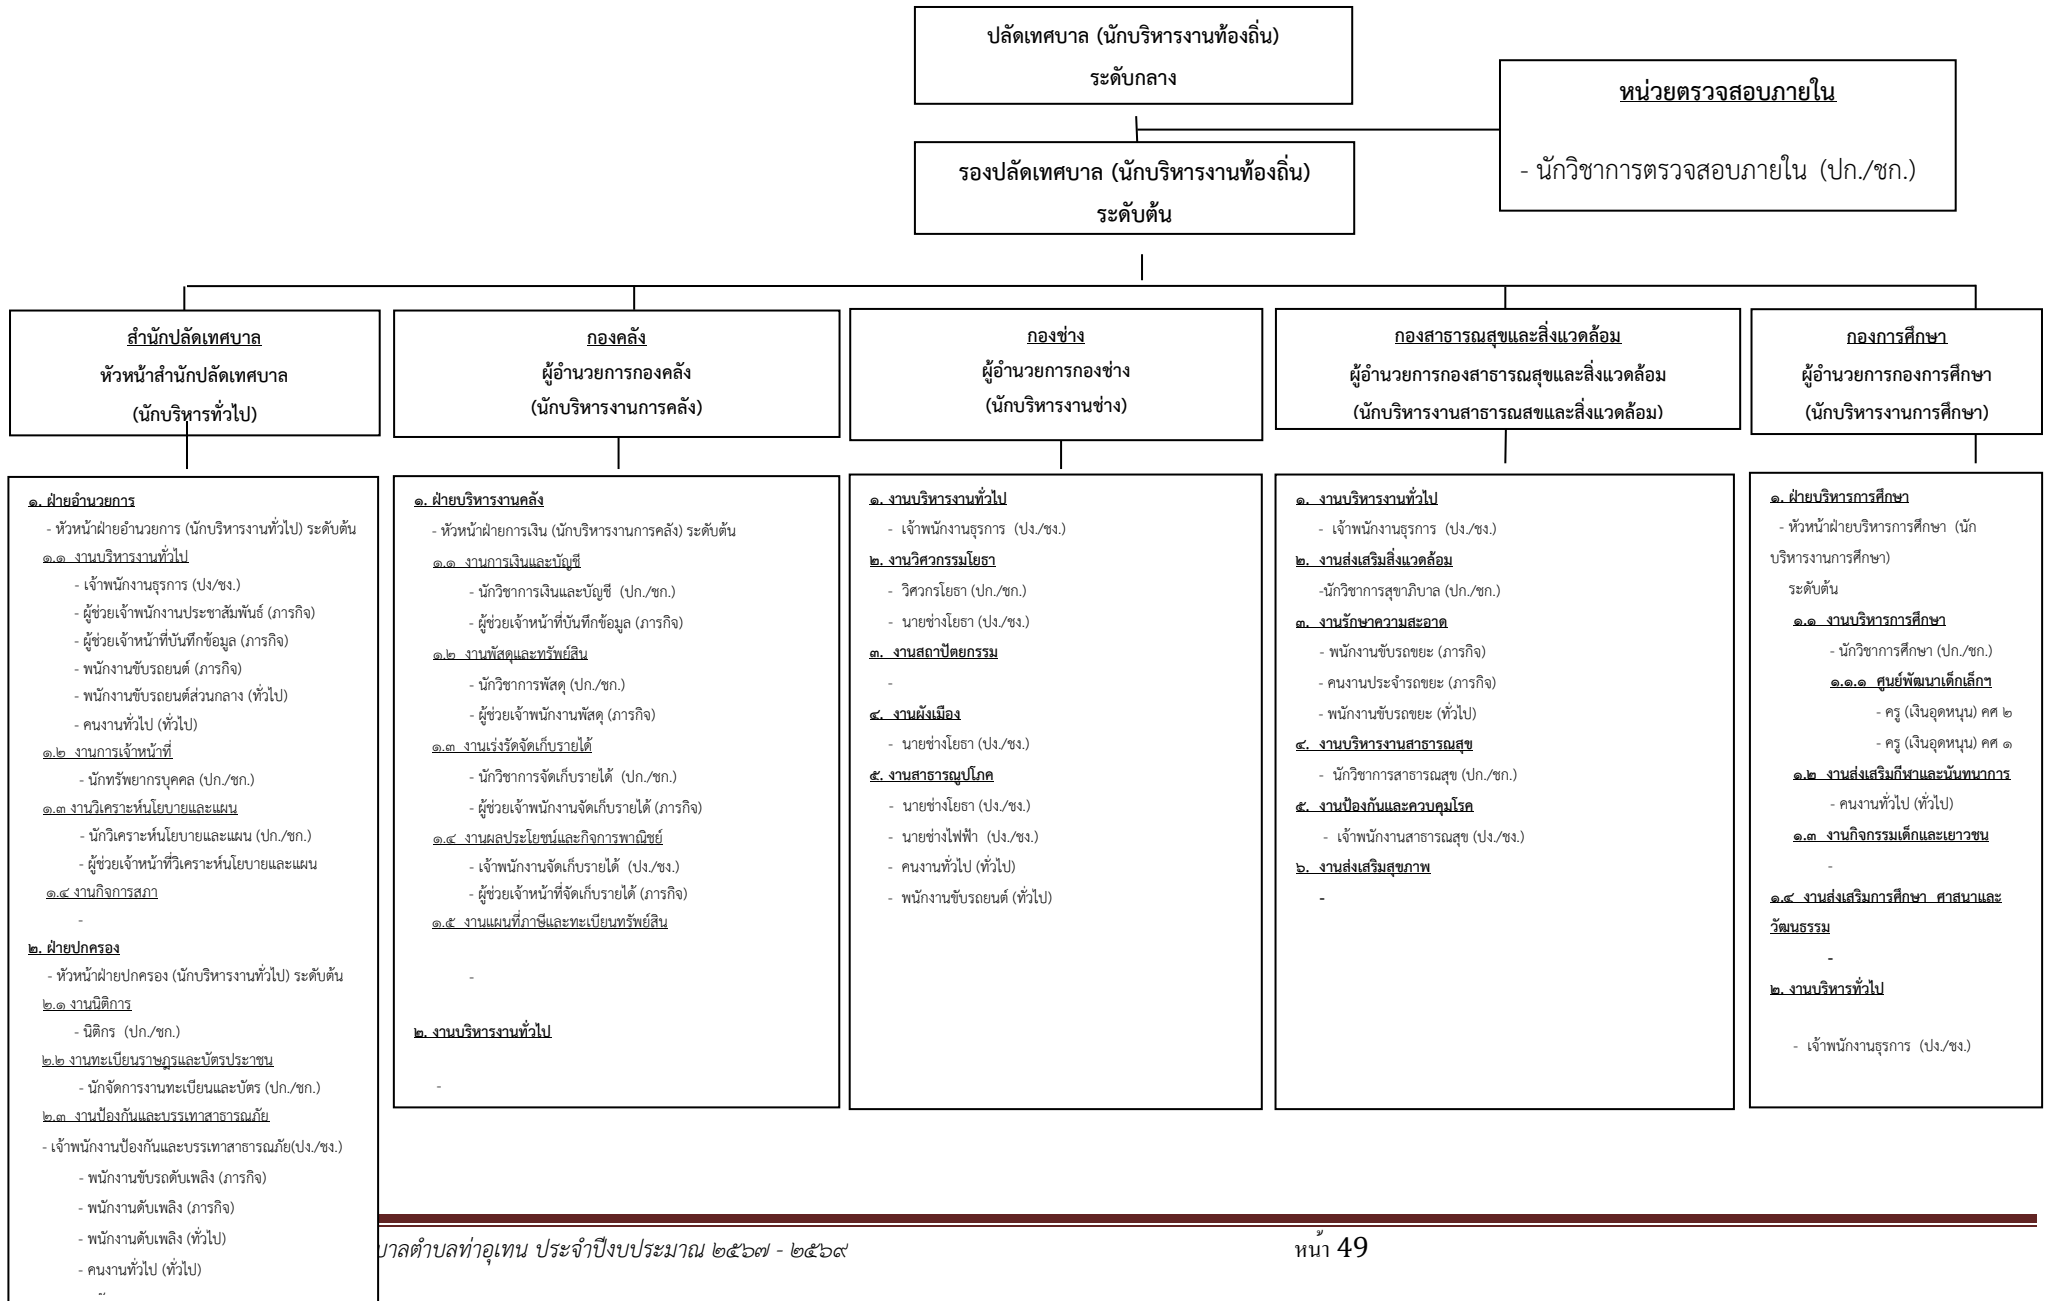 ปลัดเทศบาล (นักบริหารงานท้องถิ่น)
ระดับกลาง
หน่วยตรวจสอบภายใน
- นักวิชาการตรวจสอบภายใน (ปก./ชก.)
รองปลัดเทศบาล (นักบริหารงานท้องถิ่น)
ระดับต้น
สำนักปลัดเทศบาล
หัวหน้าสำนักปลัดเทศบาล
(นักบริหารทั่วไป)
กองคลัง
ผู้อำนวยการกองคลัง
(นักบริหารงานการคลัง)
กองช่าง
ผู้อำนวยการกองช่าง
(นักบริหารงานช่าง)
กองสาธารณสุขและสิ่งแวดล้อม
ผู้อำนวยการกองสาธารณสุขและสิ่งแวดล้อม
(นักบริหารงานสาธารณสขและสิ่งแวดล้อม)
กองการศึกษา
ผู้อำนวยการกองการศึกษา
(นักบริหารงานการศึกษา)
๑. ฝ่ายอำนวยการ
- หัวหน้าฝ่ายอำนวยการ (นักบริหารงานทั่วไป) ระดับต้น
๑.๑ งานบริหารงานทั่วไป
- เจ้าพนักงานธุรการ (ปง/ชง.)
- ผู้ช่วยเจ้าพนักงานประชาสัมพันธ์ (ภารกิจ)
- ผู้ช่วยเจ้าหน้าที่บันทึกข้อมูล (ภารกิจ)
- พนักงานขับรถยนต์ (ภารกิจ)
- พนักงานขับรถยนต์ส่วนกลาง (ทั่วไป)
- คนงานทั่วไป (ทั่วไป)
๑.๒ งานการเจ้าหน้าที่
- นักทรัพยากรบุคคล (ปก./ชก.)
๑.๓ งานวิเคราะห์นโยบายและแผน
- นักวิเคราะห์นโยบายและแผน (ปก./ชก.)
- ผู้ช่วยเจ้าหน้าที่วิเคราะห์นโยบายและแผน
๑.๔ งานกิจการสภา
-
๒. ฝ่ายปกครอง
- หัวหน้าฝ่ายปกครอง (นักบริหารงานทั่วไป) ระดับต้น
๒.๑ งานนิติการ
- นิติกร (ปก./ชก.)
๒.๒ งานทะเบียนราษฎรและบัตรประชาชน
- นักจัดการงานทะเบียนและบัตร (ปก./ชก.)
๒.๓ งานป้องกันและบรรเทาสาธารณภัย
- เจ้าพนักงานป้องกันและบรรเทาสาธารณภัย(ปง./ชง.)
- พนักงานขับรถดับเพลิง (ภารกิจ)
- พนักงานดับเพลิง (ภารกิจ)
- พนักงานดับเพลิง (ทั่วไป)
- คนงานทั่วไป (ทั่วไป)
๑. ฝ่ายบริหารงานคลัง
- หัวหน้าฝ่ายการเงิน (นักบริหารงานการคลัง) ระดับต้น
๑.๑ งานการเงินและบัญชี
- นักวิชาการเงินและบัญชี (ปก./ชก.)
- ผู้ช่วยเจ้าหน้าที่บันทึกข้อมูล (ภารกิจ)
๑.๒ งานพัสดุและทรัพย์สิน
- นักวิชาการพัสดุ (ปก./ชก.)
- ผู้ช่วยเจ้าพนักงานพัสดุ (ภารกิจ)
๑.๓ งานเร่งรัดจัดเก็บรายได้
- นักวิชาการจัดเก็บรายได้ (ปก./ชก.)
- ผู้ช่วยเจ้าพนักงานจัดเก็บรายได้ (ภารกิจ)
๑.๔ งานผลประโยชน์และกิจการพาณิชย์
- เจ้าพนักงานจัดเก็บรายได้ (ปง./ชง.)
- ผู้ช่วยเจ้าหน้าที่จัดเก็บรายได้ (ภารกิจ)
๑.๕ งานแผนที่ภาษีและทะเบียนทรัพย์สิน
-
๒. งานบริหารงานทั่วไป
-
๑. งานบริหารงานทั่วไป
- เจ้าพนักงานธุรการ (ปง./ชง.)
๒. งานวิศวกรรมโยธา
- วิศวกรโยธา (ปก./ชก.)
- นายช่างโยธา (ปง./ชง.)
๓. งานสถาปัตยกรรม
-
๔. งานผังเมือง
- นายช่างโยธา (ปง./ชง.)
๕. งานสาธารณูปโภค
- นายช่างโยธา (ปง./ชง.)
- นายช่างไฟฟ้า (ปง./ชง.)
- คนงานทั่วไป (ทั่วไป)
- พนักงานขับรถยนต์ (ทั่วไป)
๑. งานบริหารงานทั่วไป
- เจ้าพนักงานธุรการ (ปง./ชง.)
๒. งานส่งเสริมสิ่งแวดล้อม
-นักวิชาการสุขาภิบาล (ปก./ชก.)
๓. งานรักษาความสะอาด
- พนักงานขับรถขยะ (ภารกิจ)
- คนงานประจำรถขยะ (ภารกิจ)
- พนักงานขับรถขยะ (ทั่วไป)
๔. งานบริหารงานสาธารณสุข
- นักวิชาการสาธารณสุข (ปก./ชก.)
๕. งานป้องกันและควบคุมโรค
- เจ้าพนักงานสาธารณสุข (ปง./ชง.)
๖. งานส่งเสริมสุขภาพ
-
๑. ฝ่ายบริหารการศึกษา
- หัวหน้าฝ่ายบริหารการศึกษา (นัก
บริหารงานการศึกษา)
ระดับต้น
๑.๑ งานบริหารการศึกษา
- นักวิชาการศึกษา (ปก./ชก.)
๑.๑.๑ ศูนย์พัฒนาเด็กเล็กฯ
- ครู (เงินอุดหนุน) คศ ๒
- ครู (เงินอุดหนุน) คศ ๑
๑.๒ งานส่งเสริมกีฬาและนันทนาการ
- คนงานทั่วไป (ทั่วไป)
๑.๓ งานกิจกรรมเด็กและเยาวชน
-
๑.๔ งานส่งเสริมการศึกษา ศาสนาและ
วัฒนธรรม
-
๒. งานบริหารทั่วไป
- เจ้าพนักงานธุรการ (ปง./ชง.)
บาลตำบลท่าอุเทน ประจำปีงบประมาณ ๒๕๖๗ - ๒๕๖๙
หน้า 49